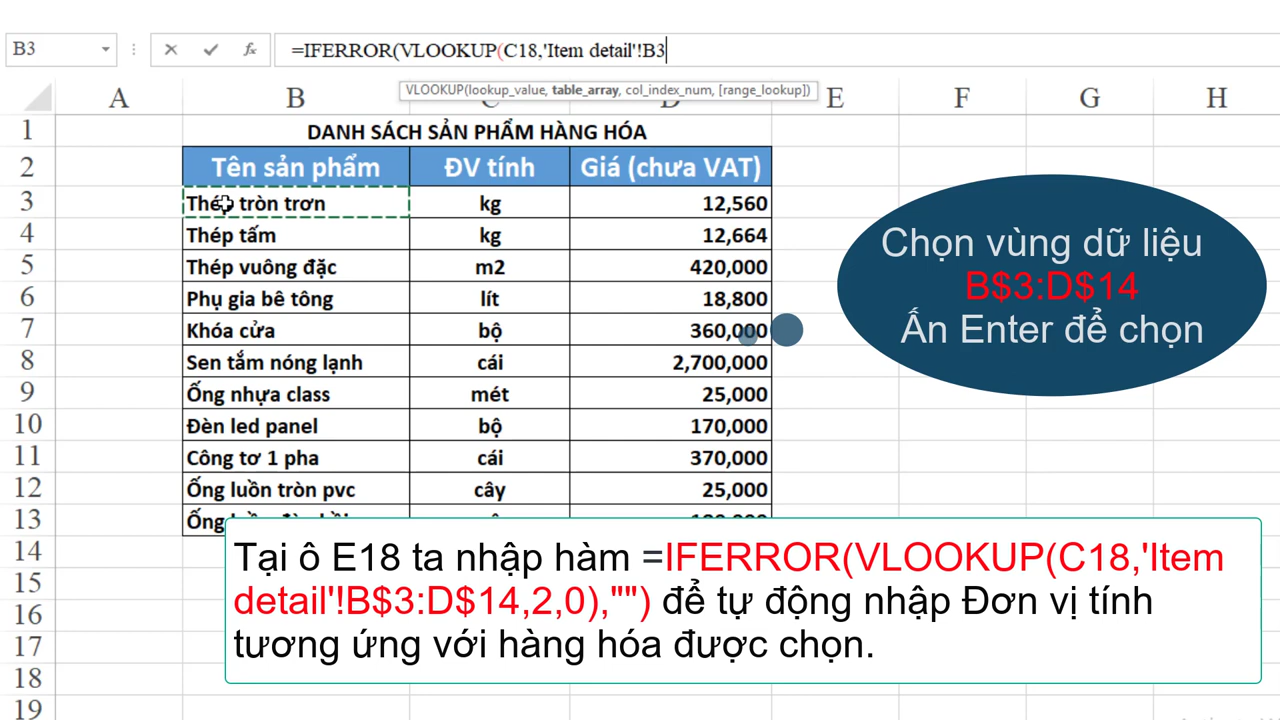 B3
=IFERROR(VLOOKUP(C18,'Item detail'!B3
VLOOKUP(lookup_value, table_array, col_index_num, [range_lookup])
A B C D E F G H
1 DANH SÁCH SẢN PHẨM HÀNG HÓA
2 Tên sản phẩm ĐV tính Giá (chưa VAT)
3 Thép tròn trơn kg 12,560
4 Thép tấm kg 12,664
5 Thép vuông đặc m2 420,000
6 Phụ gia bê tông lít 18,800
7 Khóa cửa bộ 360,000
8 Sen tắm nóng lạnh cái 2,700,000
9 Ống nhựa class mét 25,000
10 Đèn led panel bộ 170,000
11 Công tơ 1 pha cái 370,000
12 Ống luồn tròn pvc cây 25,000
13 Ống
14
15
16
17
18
19
Chọn vùng dữ liệu
B$3:D$14
Ấn Enter để chọn
Tại ô E18 ta nhập hàm =IFERROR(VLOOKUP(C18,'Item
detail'!B$3:D$14,2,0),"") để tự động nhập Đơn vị tính
tương ứng với hàng hóa được chọn.